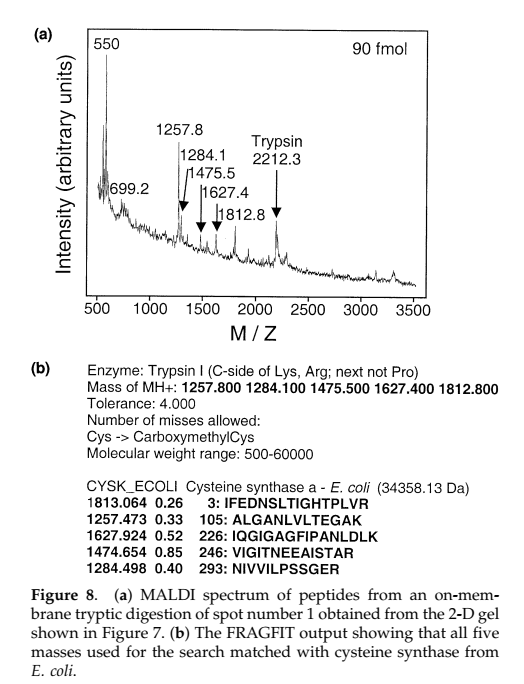 (a)
550
90 fmol
1257.8
1284.1
1475.5
1627.4
1812.8
Trypsin
2212.3
699.2
Intensity (arbitrary units)
500 1000 1500 2000 2500 3000 3500
M / Z
(b)
Enzyme: Trypsin I (C-side of Lys, Arg; next not Pro)
Mass of MH+: 1257.800 1284.100 1475.500 1627.400 1812.800
Tolerance: 4.000
Number of misses allowed:
Cys -> CarboxymethylCys
Molecular weight range: 500-60000
CYSK_ECOLI Cysteine synthase a - E. coli (34358.13 Da)
1813.064 0.26 3: IFEDNSLTIGHTPLVR
1257.473 0.33 105: ALGANLVLTEGAK
1627.924 0.52 226: IQGIGAGFIPANLDLK
1474.654 0.85 246: VIGITNEEAISTAR
1284.498 0.40 293: NIVVILPSSGER
Figure 8. (a) MALDI spectrum of peptides from an on-mem-
brane tryptic digestion of spot number 1 obtained from the 2-D gel
shown in Figure 7. (b) The FRAGFIT output showing that all five
masses used for the search matched with cysteine synthase from
E. coli.